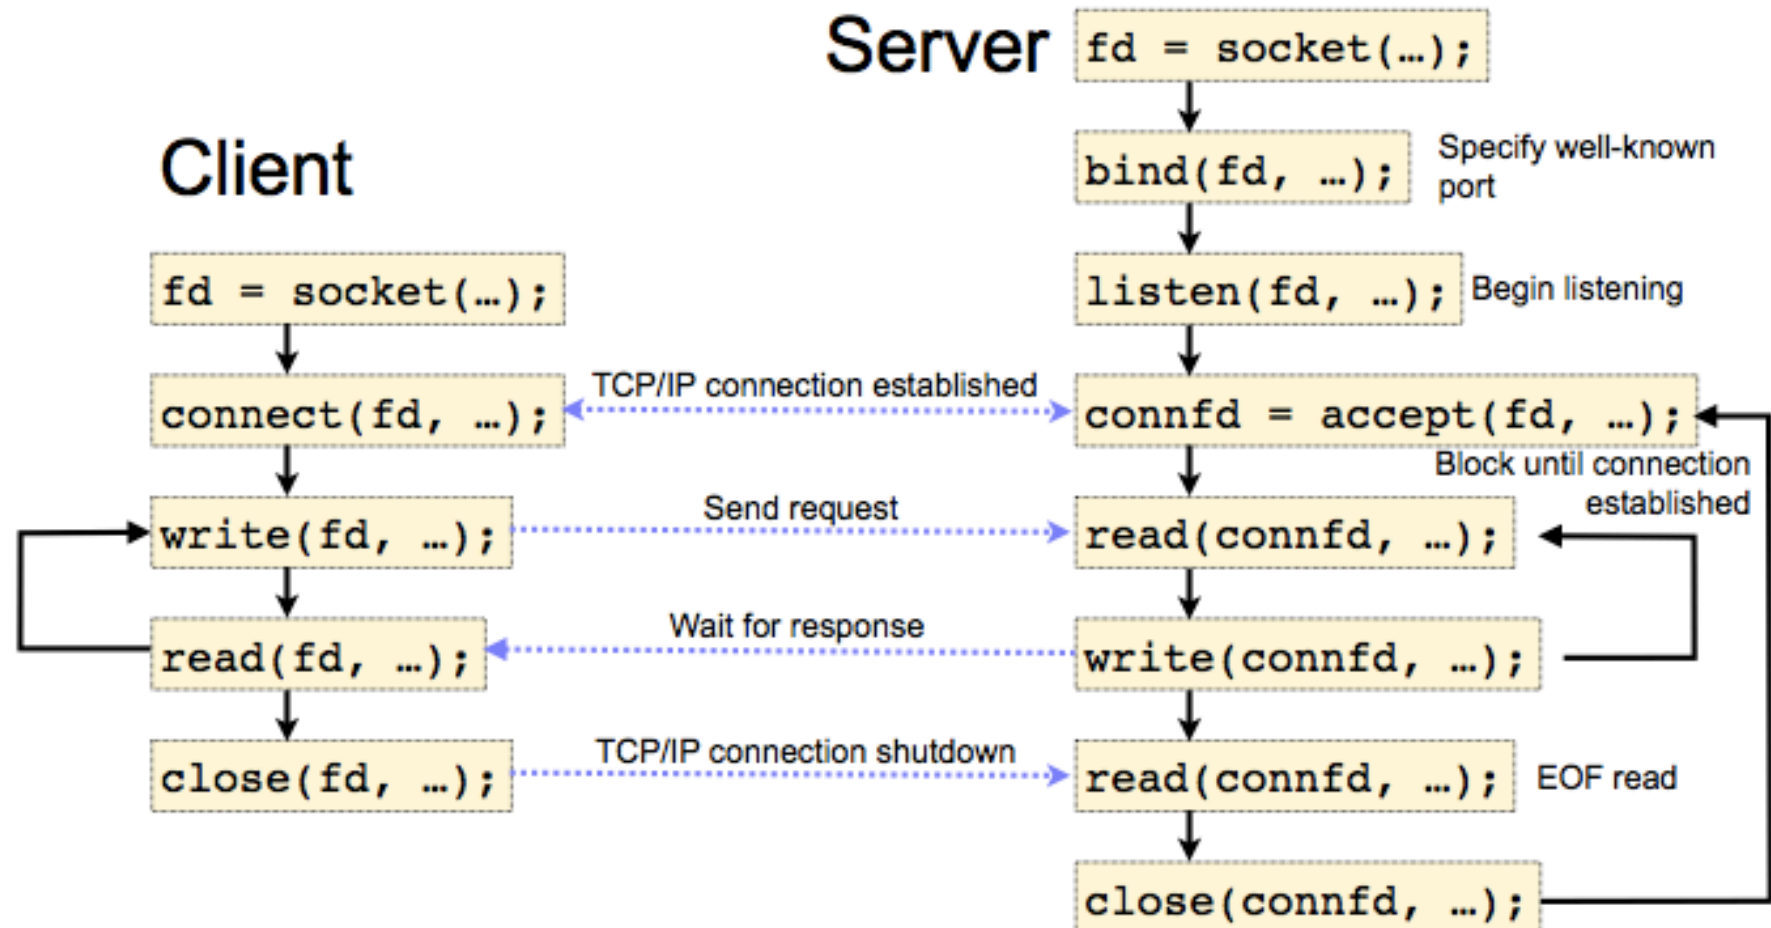 Server
fd = socket(…);
bind(fd, …);
Specify well-known
port
listen(fd, …);
Begin listening
Client
fd = socket(…);
connect(fd, …);
TCP/IP connection established
connfd = accept(fd, …);
Block until connection
established
write(fd, …);
Send request
read(connfd, …);
read(fd, …);
Wait for response
write(connfd, …);
close(fd, …);
TCP/IP connection shutdown
read(connfd, …);
EOF read
close(connfd, …);